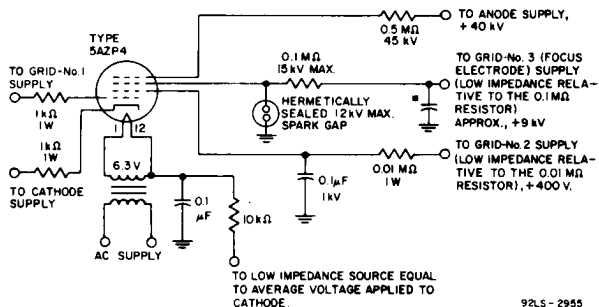 TYPE
5AZP4
TO GRID-No.1
SUPPLY
1kΩ
1W
1kΩ
1W
TO CATHODE
SUPPLY
1 12
6.3V
AC SUPPLY
0.1
μF
10kΩ
TO LOW IMPEDANCE SOURCE EQUAL
TO AVERAGE VOLTAGE APPLIED TO
CATHODE.
0.5 MΩ
45 kV
TO ANODE SUPPLY,
+40 kV
0.1 MΩ
15kV MAX.
HERMETICALLY
SEALED 12kV MAX.
SPARK GAP
*
TO GRID-No. 3 (FOCUS
ELECTRODE) SUPPLY
(LOW IMPEDANCE RELA-
TIVE TO THE 0.1MΩ
RESISTOR)
APPROX., +9 kV
0.1μF
1kV
0.01 MΩ
1W
TO GRID-No.2 SUPPLY
(LOW IMPEDANCE RELA-
TIVE TO THE 0.01 MΩ
RESISTOR), +400 V.
92LS-2955